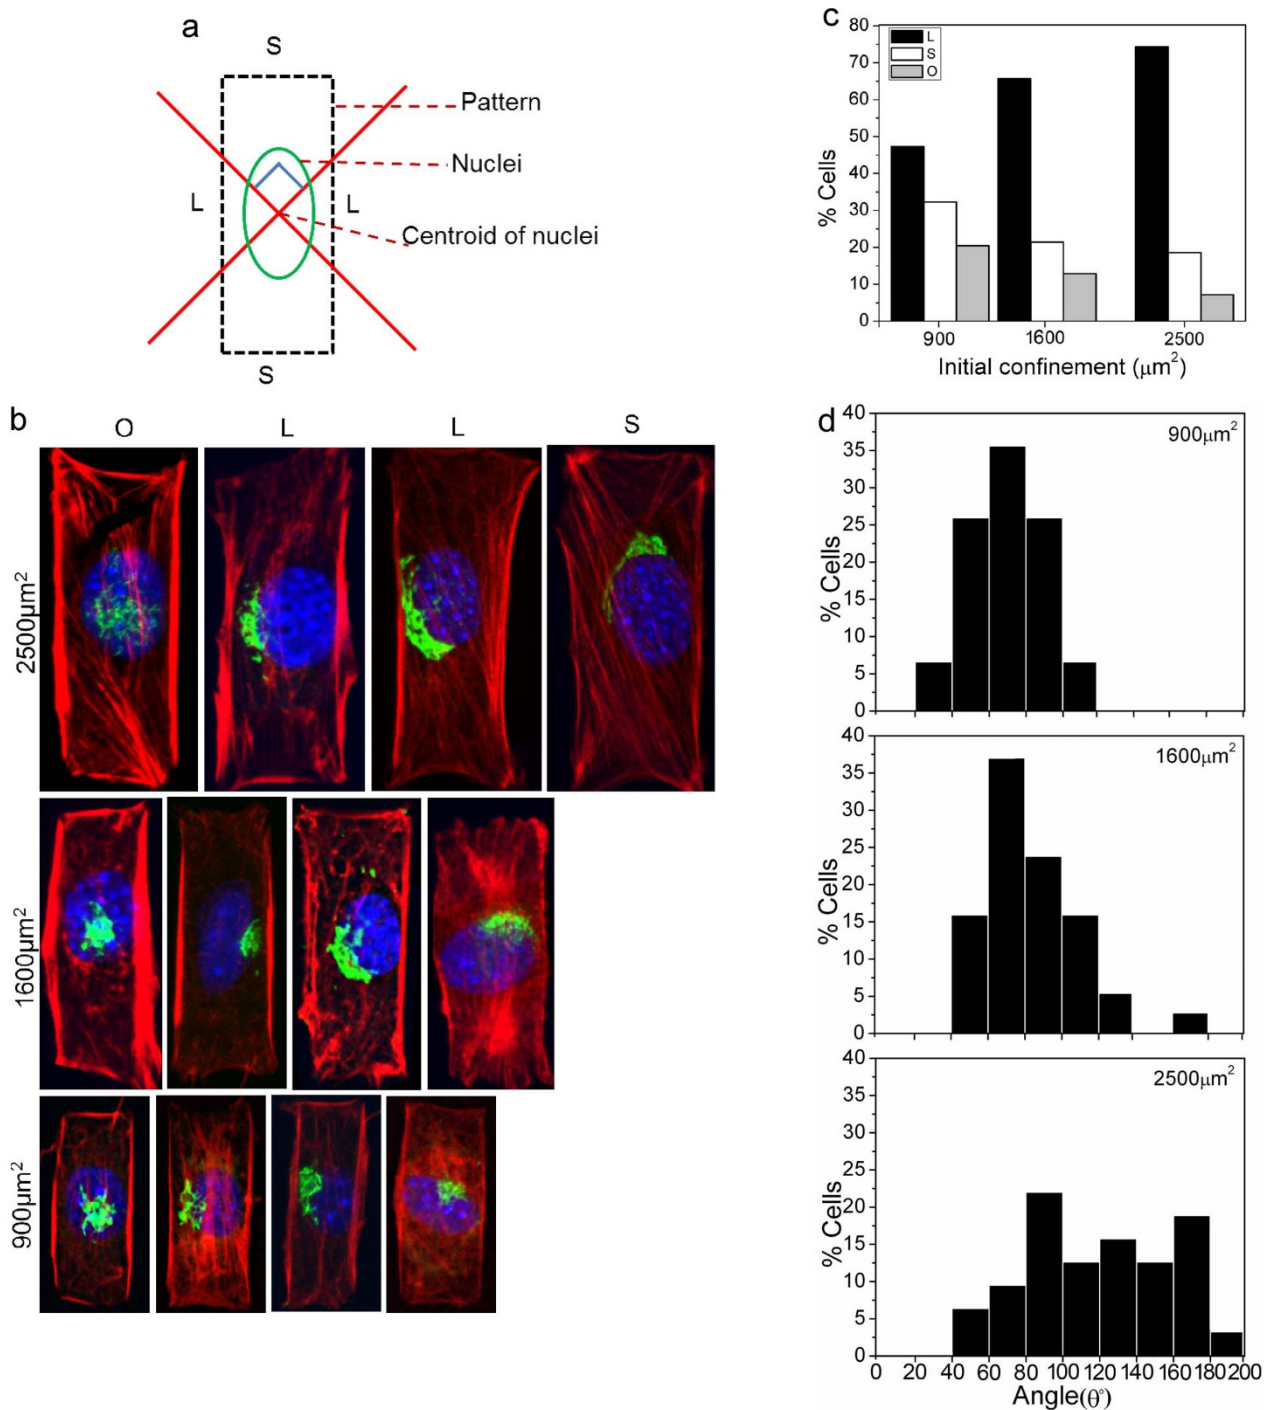 a
S
Pattern
Nuclei
L
L
Centroid of nuclei
S
b
O
L
L
S
2500μm²
1600μm²
900μm²
c
80
70
60
50
40
30
20
10
0
% Cells
L
S
O
900
1600
2500
Initial confinement (μm²)
d
40
35
30
25
20
15
10
5
0
% Cells
900μm²
40
35
30
25
20
15
10
5
0
% Cells
1600μm²
40
35
30
25
20
15
10
5
0
% Cells
2500μm²
0 20 40 60 80 100 120 140 160 180 200
Angle(θ°)